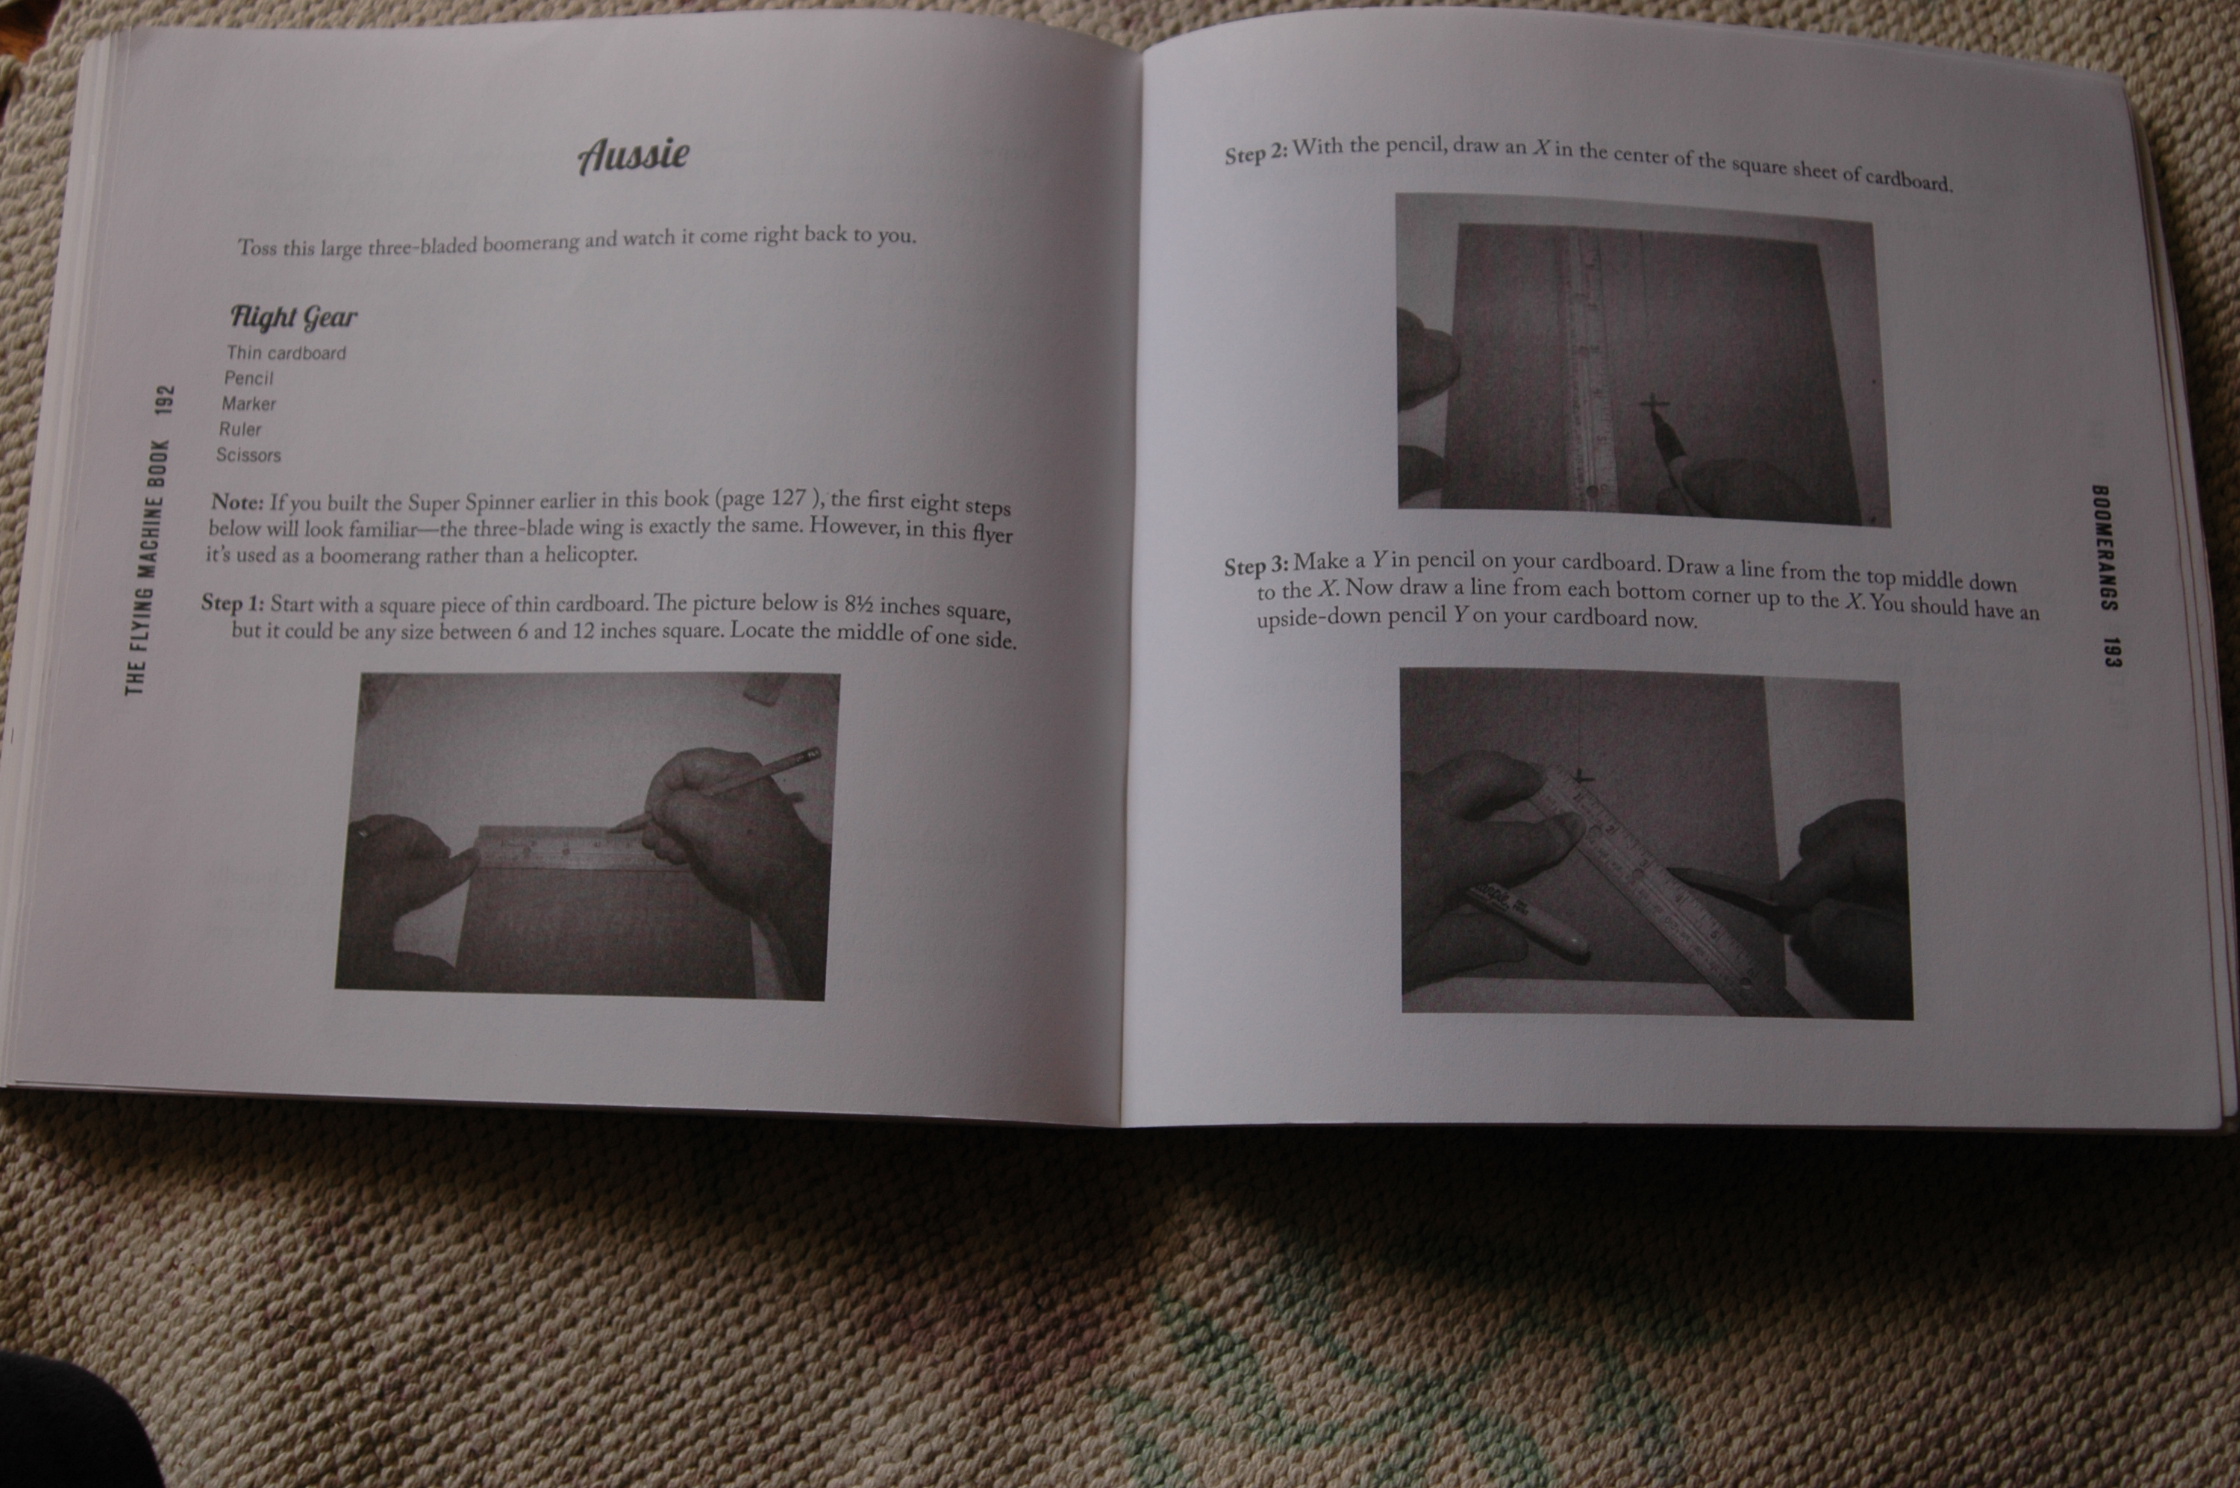 THE FLYING MACHINE BOOK 192
Aussie
Toss this large three-bladed boomerang and watch it come right back to you.
Flight Gear
Thin cardboard
Pencil
Marker
Ruler
Scissors
Note: If you built the Super Spinner earlier in this book (page 127 ), the first eight steps
below will look familiar—the three-blade wing is exactly the same. However, in this flyer
it's used as a boomerang rather than a helicopter.
Step 1: Start with a square piece of thin cardboard. The picture below is 8½ inches square,
but it could be any size between 6 and 12 inches square. Locate the middle of one side.
BOOMERANGS 193
Step 2: With the pencil, draw an X in the center of the square sheet of cardboard.
Step 3: Make a Y in pencil on your cardboard. Draw a line from the top middle down
to the X. Now draw a line from each bottom corner up to the X. You should have an
upside-down pencil Y on your cardboard now.